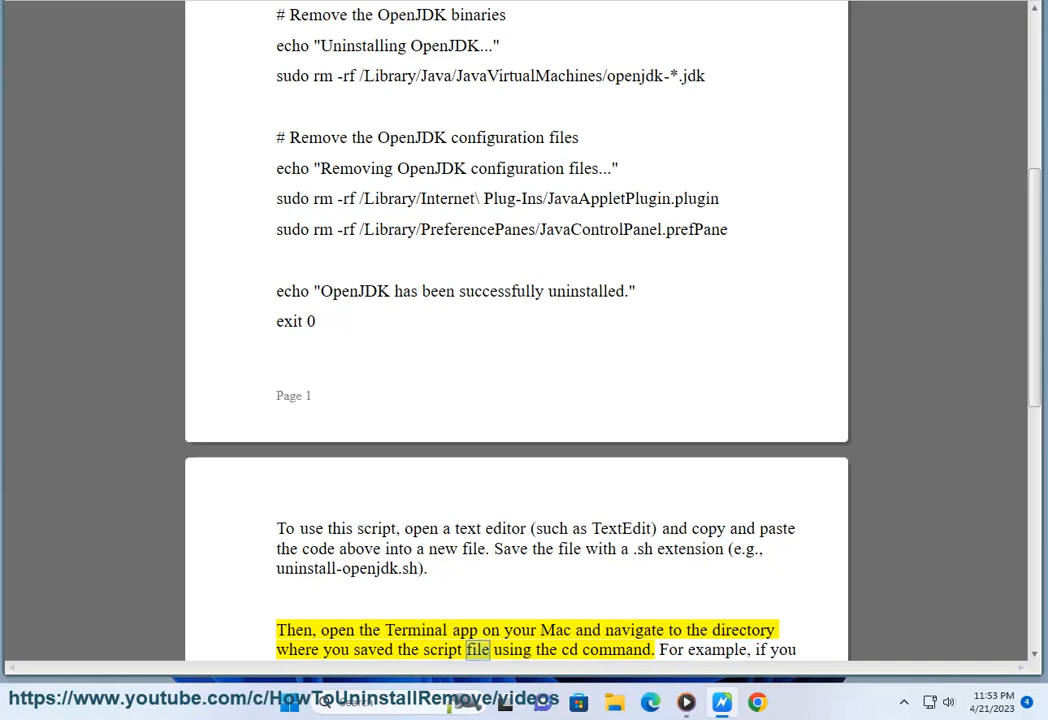 # Remove the OpenJDK binaries
echo "Uninstalling OpenJDK..."
sudo rm -rf /Library/Java/JavaVirtualMachines/openjdk-*.jdk
# Remove the OpenJDK configuration files
echo "Removing OpenJDK configuration files..."
sudo rm -rf /Library/Internet\ Plug-Ins/JavaAppletPlugin.plugin
sudo rm -rf /Library/PreferencePanes/JavaControlPanel.prefPane
echo "OpenJDK has been successfully uninstalled."
exit 0
Page 1
To use this script, open a text editor (such as TextEdit) and copy and paste
the code above into a new file. Save the file with a .sh extension (e.g.,
uninstall-openjdk.sh).
Then, open the Terminal app on your Mac and navigate to the directory
where you saved the script file using the cd command. For example, if you
https://www.youtube.com/c/HowToUninstallRemove/videos
11:53 PM
4/21/2023
4